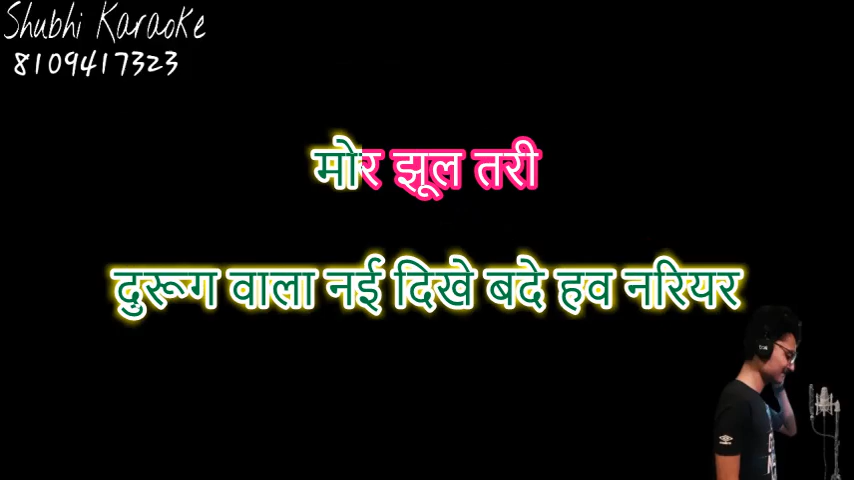 Shubhi Karaoke
8109417323
मोर झूल तरी
दुरूग वाला नई दिखे बदे हव नरियर